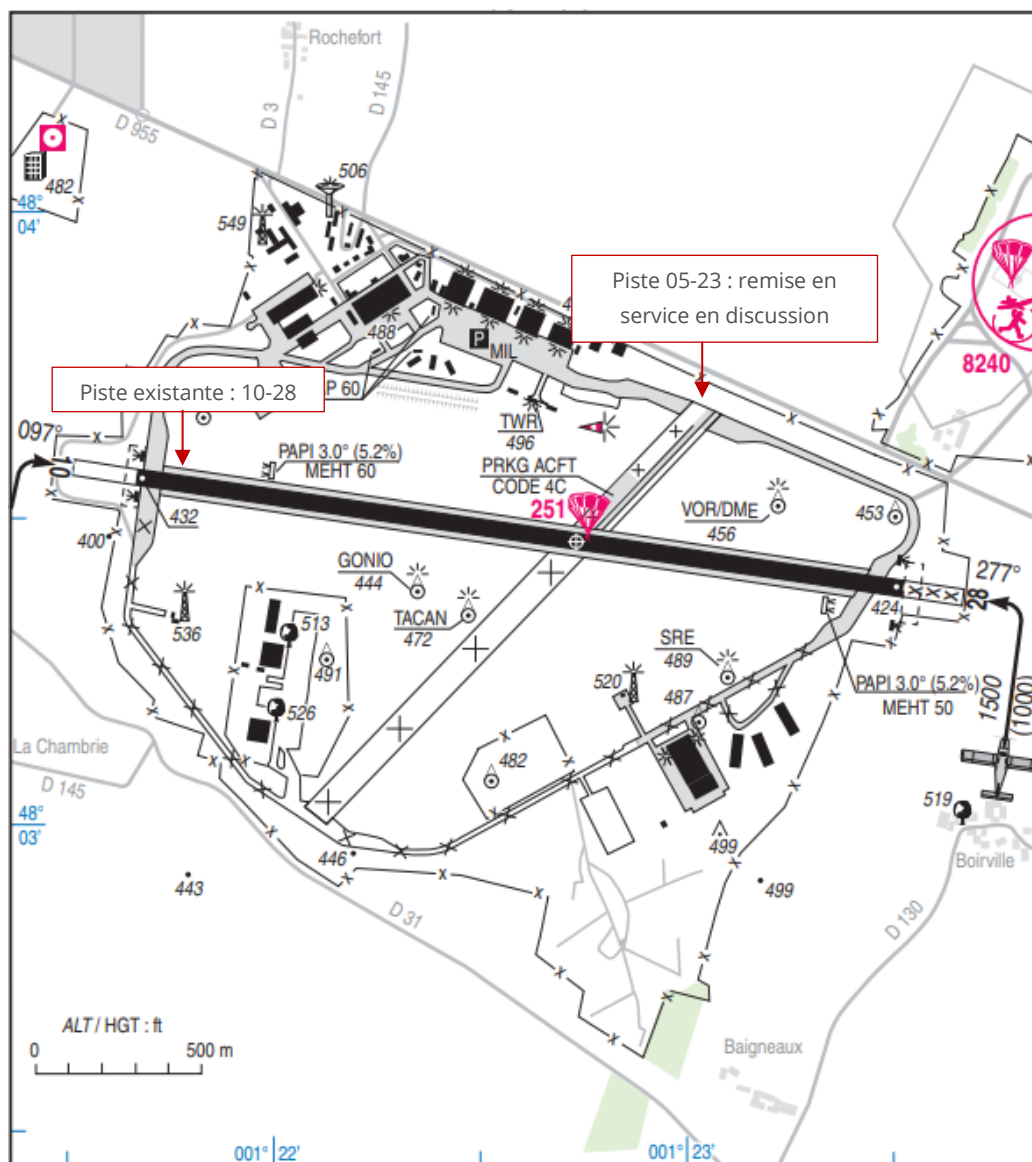 Rochefort
D 3
D 145
D 955
482
48°
04'
506
549
Piste 05-23 : remise en
service en discussion
8240
488
P
MIL
Piste existante : 10-28
P 60
097°
10
TWR
496
PAPI 3.0° (5.2%)
MEHT 60
PRKG ACFT
CODE 4C
251
VOR/DME
456
453
432
400
GONIO
444
TACAN
472
277°
28
424
536
513
491
SRE
489
520
487
PAPI 3.0° (5.2%)
MEHT 50
1500
(1000)
526
La Chambrie
D 145
482
519
48°
03'
446
499
Boirville
443
499
D 31
D 130
ALT / HGT : ft
0
500 m
Baigneaux
001° 22'
001° 23'